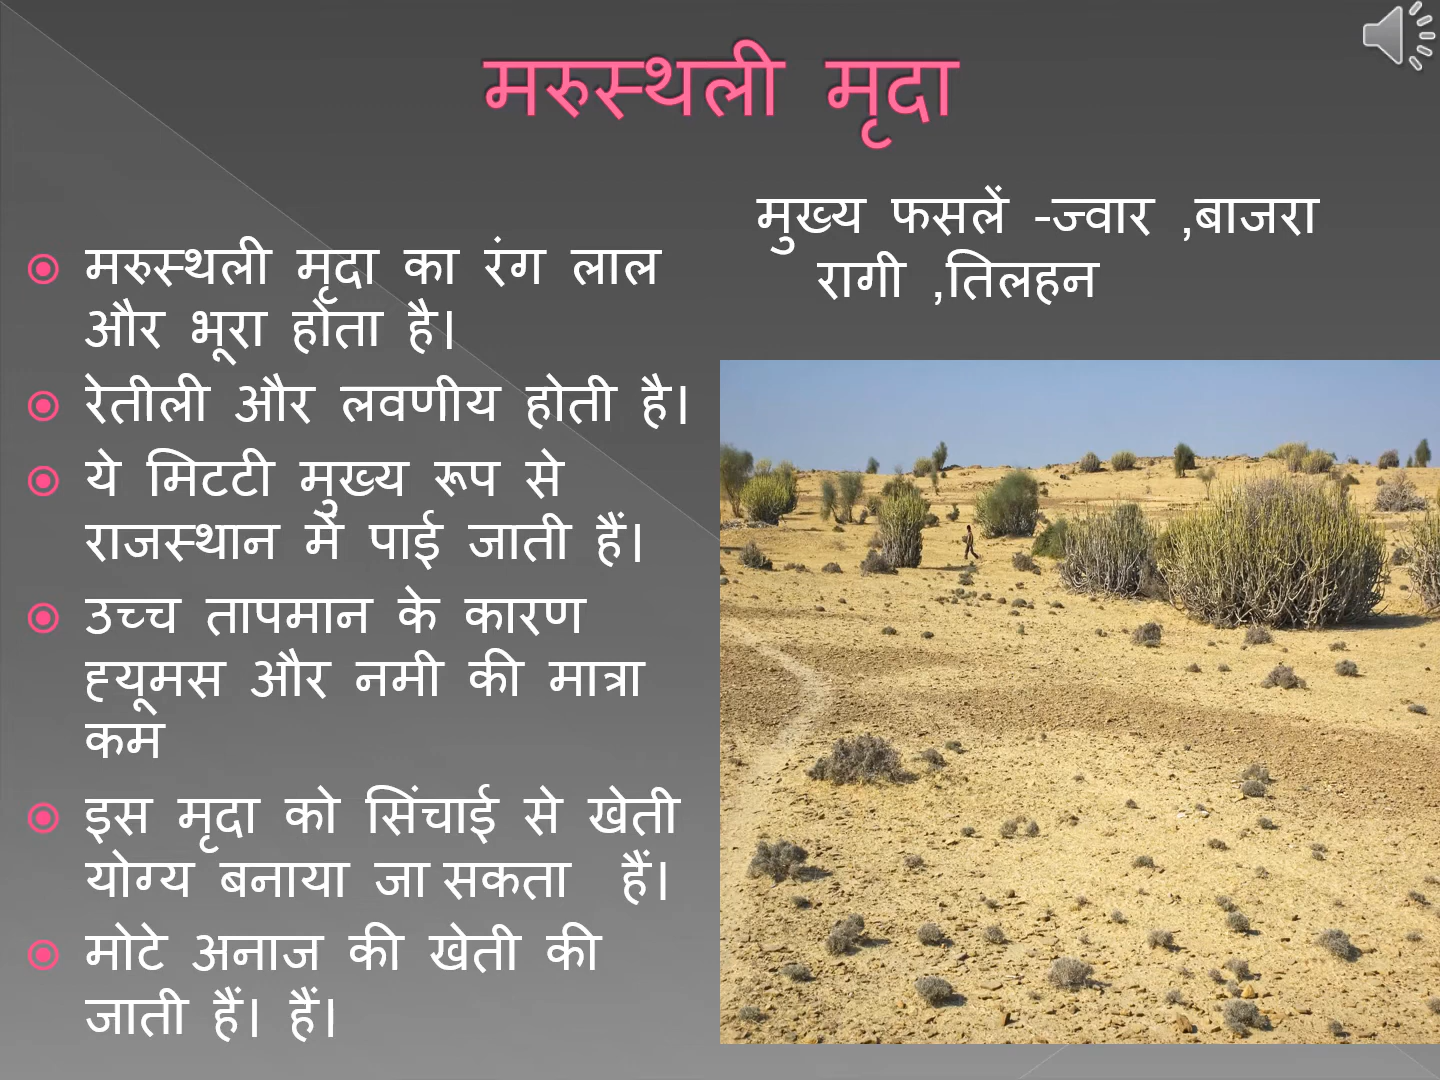 मरुस्थली मृदा
मरुस्थली मृदा का रंग लाल
और भूरा होता है।
रेतीली और लवणीय होती है।
ये मिटटी मुख्य रूप से
राजस्थान में पाई जाती हैं।
उच्च तापमान के कारण
ह्यूमस और नमी की मात्रा
कम
इस मृदा को सिंचाई से खेती
योग्य बनाया जा सकता हैं।
मोटे अनाज की खेती की
जाती हैं। हैं।
मुख्य फसलें -ज्वार ,बाजरा
रागी ,तिलहन